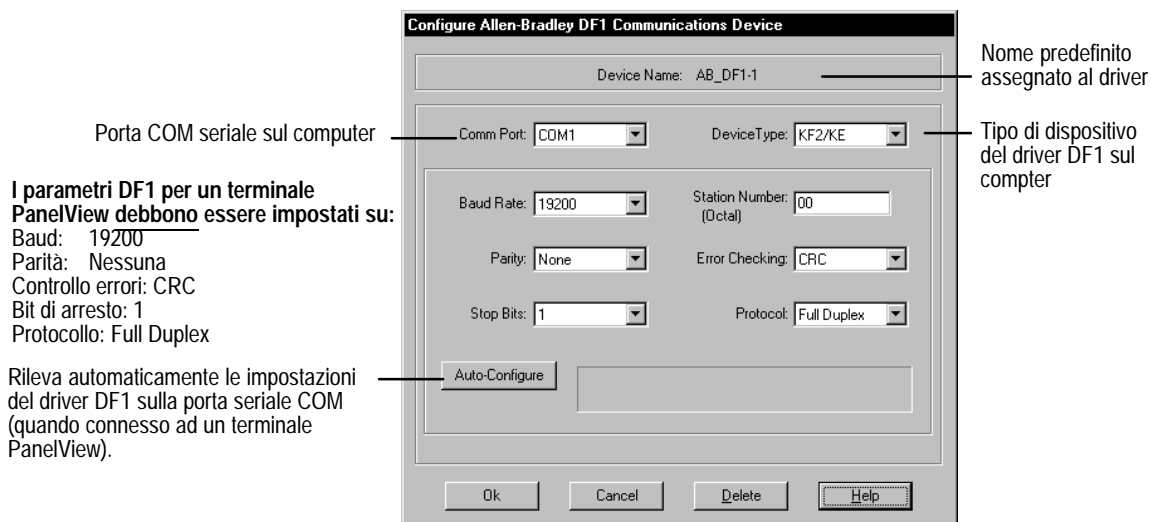 Configure Allen-Bradley DF1 Communications Device
Device Name: AB_DF1-1
Nome predefinito
assegnato al driver
Porta COM seriale sul computer
Comm Port: COM1
DeviceType: KF2/KE
Tipo di dispositivo
del driver DF1 sul
compter
I parametri DF1 per un terminale
PanelView debbono essere impostati su:
Baud: 19200
Parità: Nessuna
Controllo errori: CRC
Bit di arresto: 1
Protocollo: Full Duplex
Baud Rate: 19200
Station Number: 00
(Octal)
Parity: None
Error Checking: CRC
Stop Bits: 1
Protocol: Full Duplex
Rileva automaticamente le impostazioni
del driver DF1 sulla porta seriale COM
(quando connesso ad un terminale
PanelView).
Auto-Configure
Ok
Cancel
Delete
Help